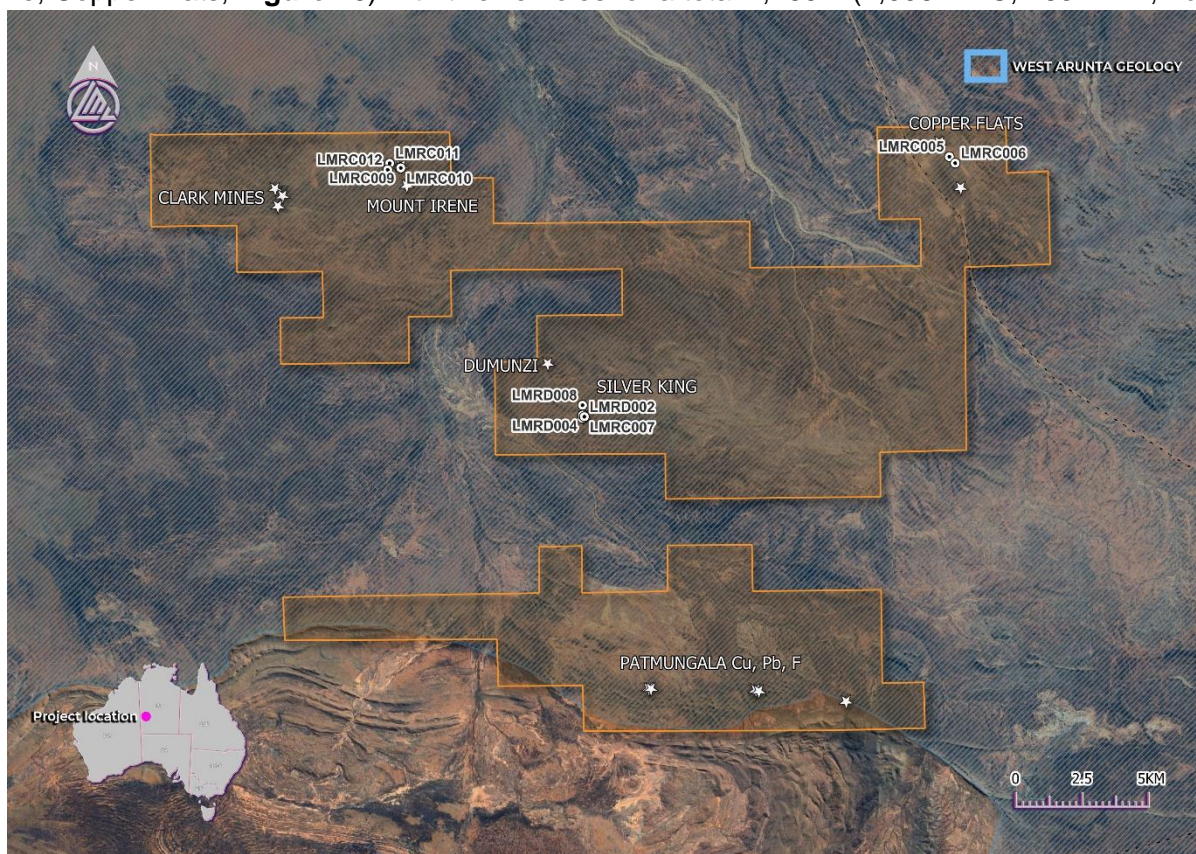 N
WEST ARUNTA GEOLOGY
COPPER FLATS
LMRC005
LMRC006
LMRC012
LMRC011
LMRC009
LMRC010
CLARK MINES
MOUNT IRENE
DUMUNZI
SILVER KING
LMRD008
LMRD002
LMRD004
LMRC007
PATMUNGALA Cu, Pb, F
Project location
0 2.5 5KM